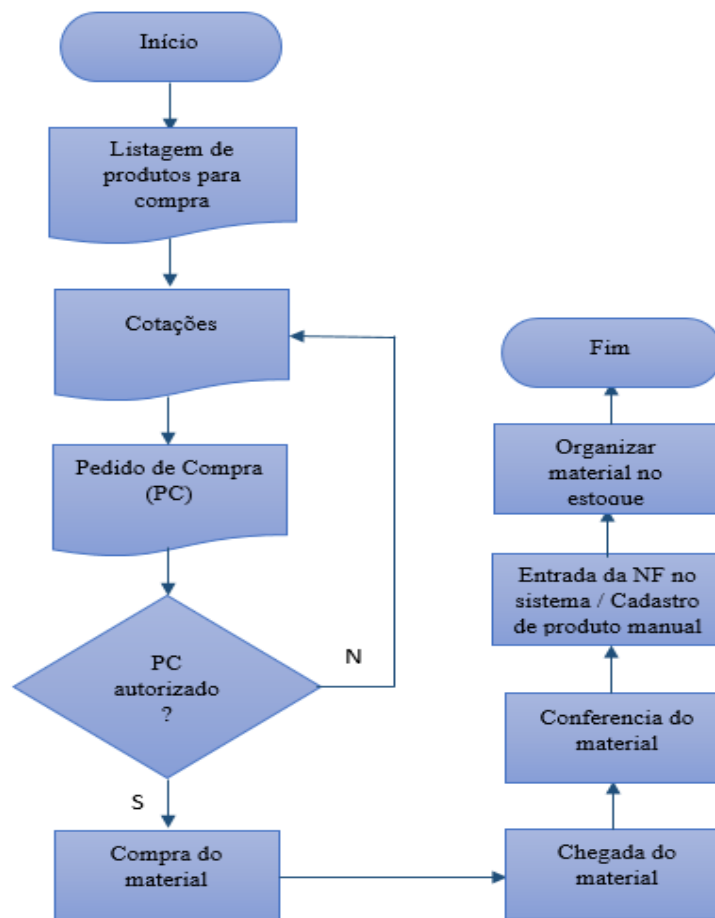 Início
Listagem de
produtos para
compra
Cotações
Pedido de Compra
(PC)
PC
autorizado
?
N
S
Compra do
material
Chegada do
material
Conferencia do
material
Entrada da NF no
sistema / Cadastro
de produto manual
Organizar
material no
estoque
Fim